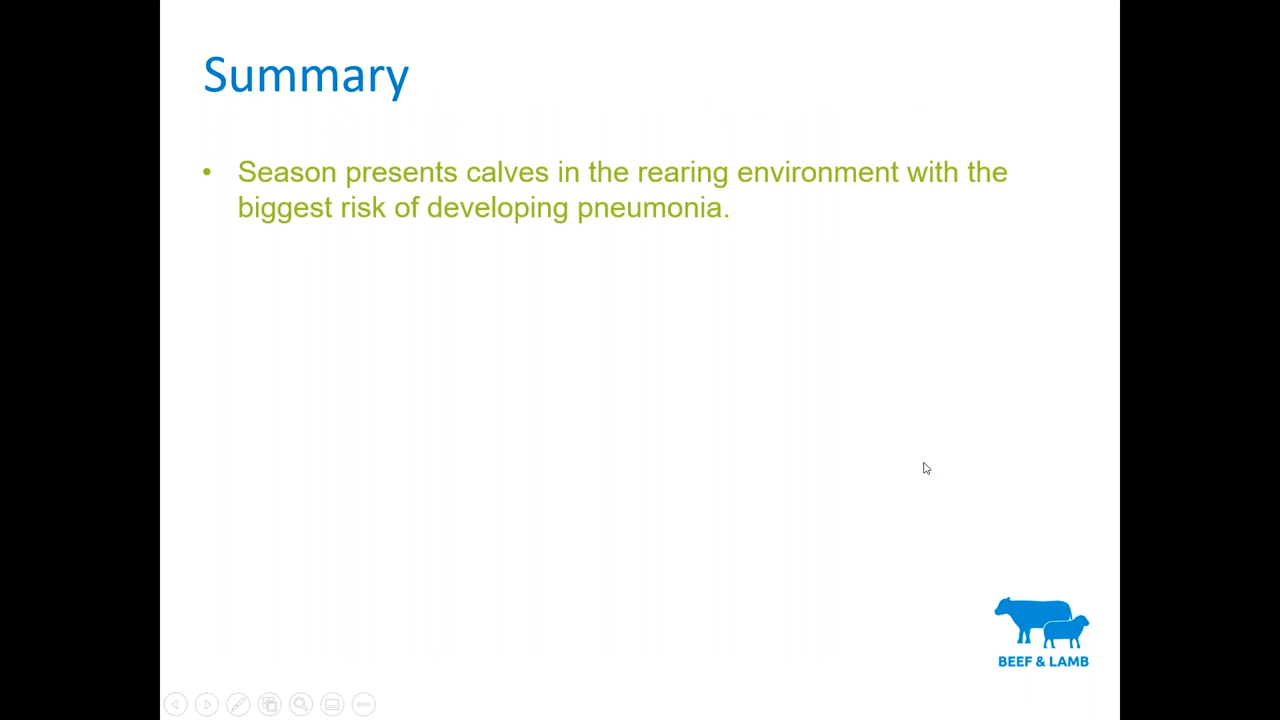 Summary
• Season presents calves in the rearing environment with the
biggest risk of developing pneumonia.
BEEF & LAMB